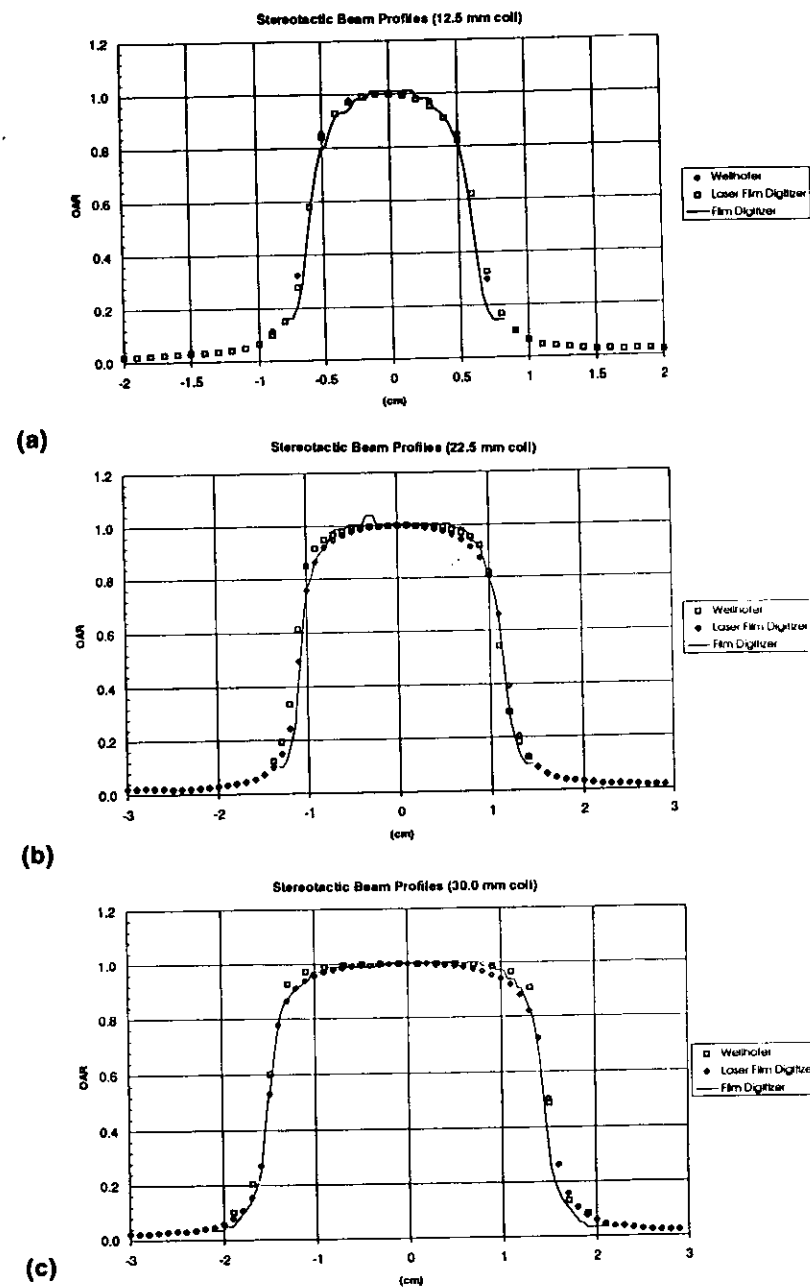 Stereotactic Beam Profiles (12.5 mm coll)
1.2
1.0
0.8
0.6
0.4
0.2
0.0
OAR
-2 -1.5 -1 -0.5 0 0.5 1 1.5 2
(cm)
Wellhofer
Laser Film Digitizer
Film Digitizer
(a)
Stereotactic Beam Profiles (22.5 mm coll)
1.2
1.0
0.8
0.6
0.4
0.2
0.0
OAR
-3 -2 -1 0 1 2 3
(cm)
Wellhofer
Laser Film Digitizer
Film Digitizer
(b)
Stereotactic Beam Profiles (30.0 mm coll)
1.2
1.0
0.8
0.6
0.4
0.2
0.0
OAR
-3 -2 -1 0 1 2 3
(cm)
Wellhofer
Laser Film Digitize
Film Digitizer
(c)